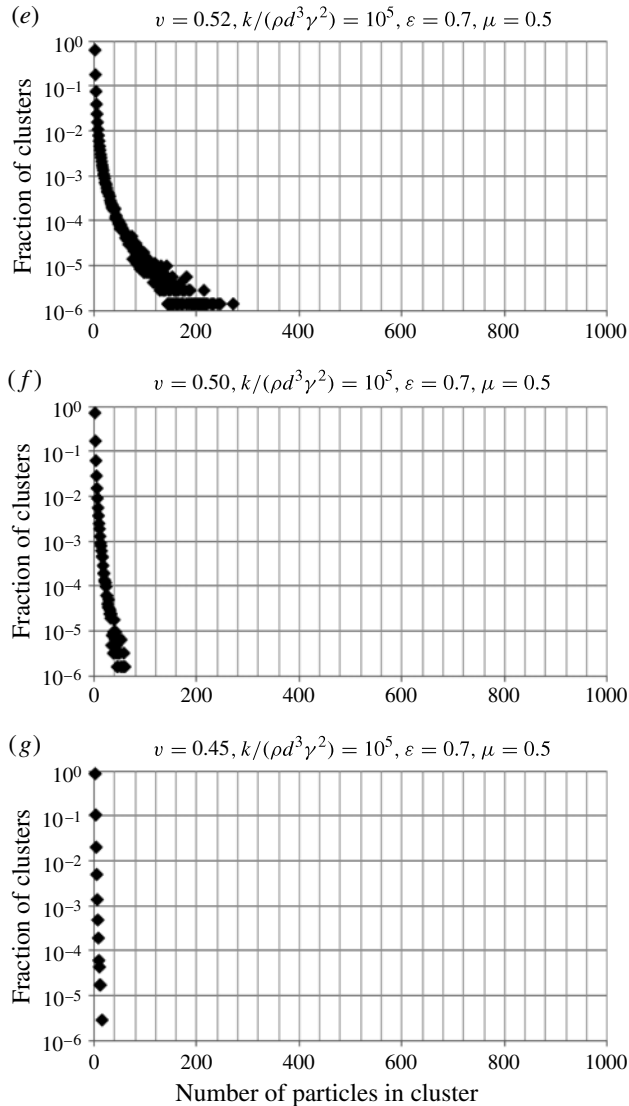 (e) v = 0.52, k/(ρd³γ²) = 10⁵, ε = 0.7, μ = 0.5
Fraction of clusters
10⁰
10⁻¹
10⁻²
10⁻³
10⁻⁴
10⁻⁵
10⁻⁶
0 200 400 600 800 1000
(f) v = 0.50, k/(ρd³γ²) = 10⁵, ε = 0.7, μ = 0.5
Fraction of clusters
10⁰
10⁻¹
10⁻²
10⁻³
10⁻⁴
10⁻⁵
10⁻⁶
0 200 400 600 800 1000
(g) v = 0.45, k/(ρd³γ²) = 10⁵, ε = 0.7, μ = 0.5
Fraction of clusters
10⁰
10⁻¹
10⁻²
10⁻³
10⁻⁴
10⁻⁵
10⁻⁶
0 200 400 600 800 1000
Number of particles in cluster